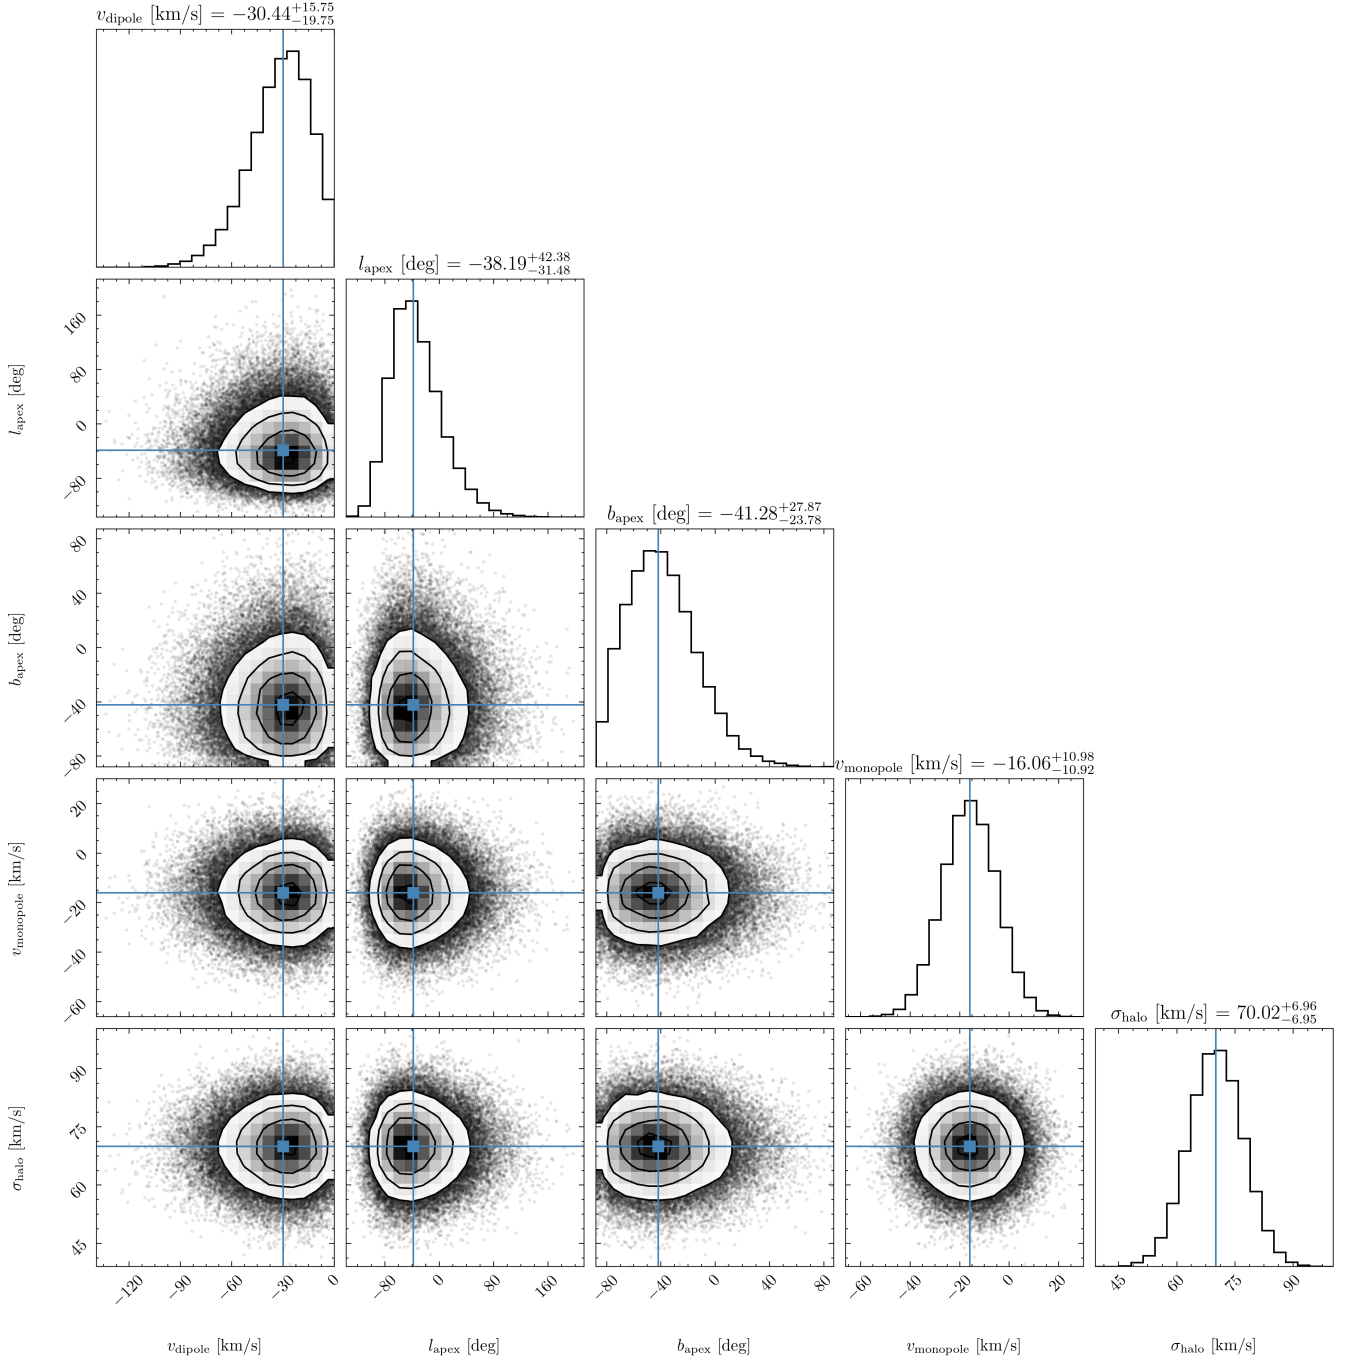 v_dipole [km/s] = −30.44^{+15.75}_{−19.75}
l_apex [deg] = −38.19^{+42.38}_{−31.48}
160
80
0
−80
l_apex [deg]
b_apex [deg] = −41.28^{+27.87}_{−23.78}
80
40
0
−40
−80
b_apex [deg]
v_monopole [km/s] = −16.06^{+10.98}_{−10.92}
20
0
−20
−40
−60
v_monopole [km/s]
σ_halo [km/s] = 70.02^{+6.96}_{−6.95}
90
75
60
45
σ_halo [km/s]
−120 −90 −60 −30 0
−80 0 80 160
−80 −40 0 40 80
−60 −40 −20 0 20
45 60 75 90
v_dipole [km/s]
l_apex [deg]
b_apex [deg]
v_monopole [km/s]
σ_halo [km/s]